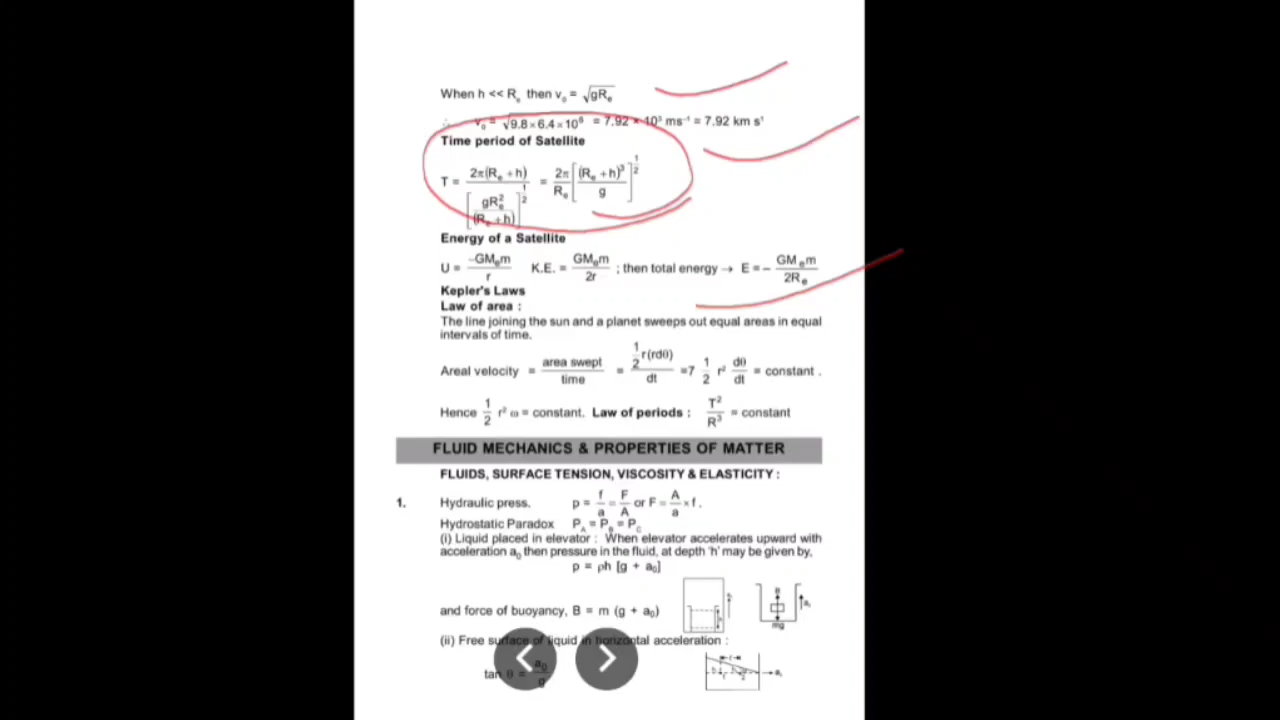 When h << Rₑ then v₀ = √gRₑ
∴ v₀ = √9.8×6.4×10⁶ = 7.92 × 10³ ms⁻¹ = 7.92 km s¹
Time period of Satellite
T = 2π(Rₑ + h) / [gRₑ² / (Rₑ + h)]^(1/2) = 2π/Rₑ [(Rₑ + h)³ / g]^(1/2)
Energy of a Satellite
U = -GMₑm / r K.E. = GMₑm / 2r ; then total energy → E = - GMₑm / 2Rₑ
Kepler's Laws
Law of area :
The line joining the sun and a planet sweeps out equal areas in equal
intervals of time.
Areal velocity = area swept / time = 1/2 r(rdθ) / dt =7 1/2 r² dθ/dt = constant .
Hence 1/2 r² ω = constant. Law of periods : T²/R³ = constant
FLUID MECHANICS & PROPERTIES OF MATTER
FLUIDS, SURFACE TENSION, VISCOSITY & ELASTICITY :
1. Hydraulic press. p = f/a = F/A or F = A/a × f .
Hydrostatic Paradox P_A = P_B = P_C
(i) Liquid placed in elevator : When elevator accelerates upward with
acceleration a₀ then pressure in the fluid, at depth 'h' may be given by,
p = ρh [g + a₀]
and force of buoyancy, B = m (g + a₀)
mg
(ii) Free surface of liquid in horizontal acceleration :
tan θ = a₀/g